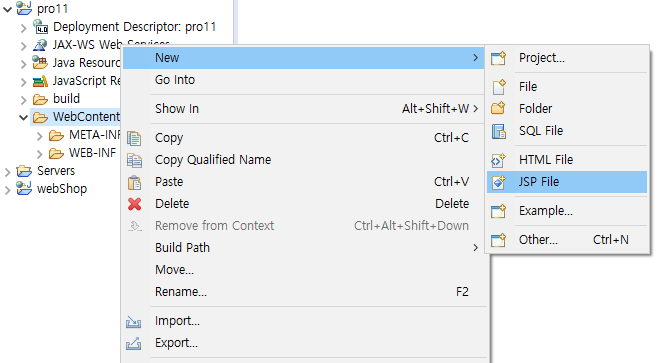 pro11
Deployment Descriptor: pro11
JAX-WS Web Services
Java Resour
JavaScript Re
build
WebContent
META-INF
WEB-INF
Servers
webShop
New
Go Into
Show In Alt+Shift+W
Copy Ctrl+C
Copy Qualified Name
Paste Ctrl+V
Delete Delete
Remove from Context Ctrl+Alt+Shift+Down
Build Path
Move...
Rename... F2
Import...
Export...
Project...
File
Folder
SQL File
HTML File
JSP File
Example...
Other... Ctrl+N